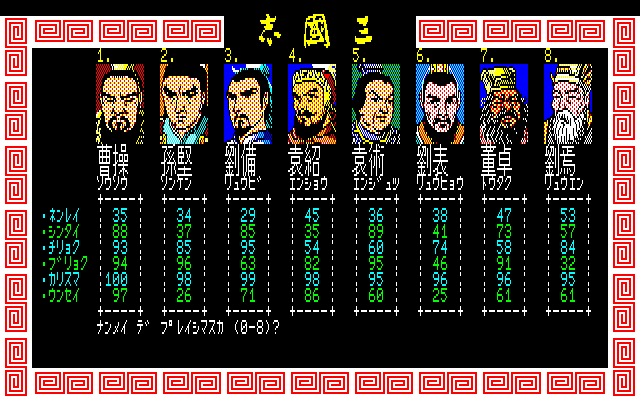 三國志
1. 2. 3. 4. 5. 6. 7. 8.
曹操 孫堅 劉備 袁紹 袁術 劉表 董卓 劉焉
ソウソウ ソンケン リュウビ エンショウ エンジュツ リュウヒョウ トウタク リュウエン
・ネンレイ 35 34 29 45 36 38 47 53
・シンタイ 88 37 85 35 89 41 73 57
・チリョク 93 85 95 54 60 74 58 84
・ブリョク 94 96 63 82 95 46 91 32
・カリスマ 100 98 99 98 95 96 96 95
・ウンセイ 97 26 71 86 60 25 61 61
ナンメイ デ プレイシマスカ (0-8)?